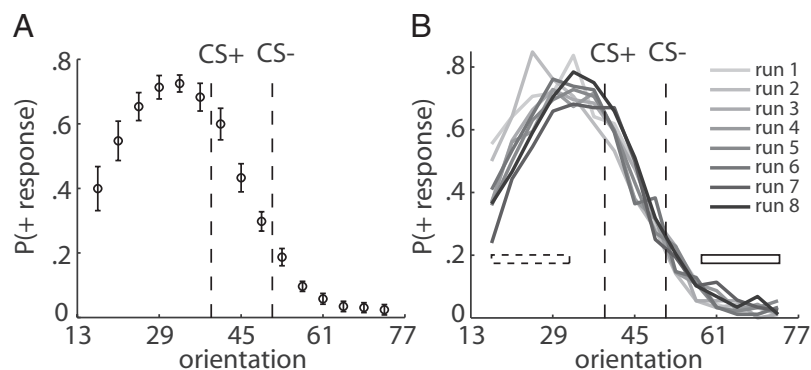 A
CS+ CS-
.8
.6
.4
.2
0
P(+ response)
13 29 45 61 77
orientation
B
CS+ CS-
.8
.6
.4
.2
0
P(+ response)
run 1
run 2
run 3
run 4
run 5
run 6
run 7
run 8
13 29 45 61 77
orientation